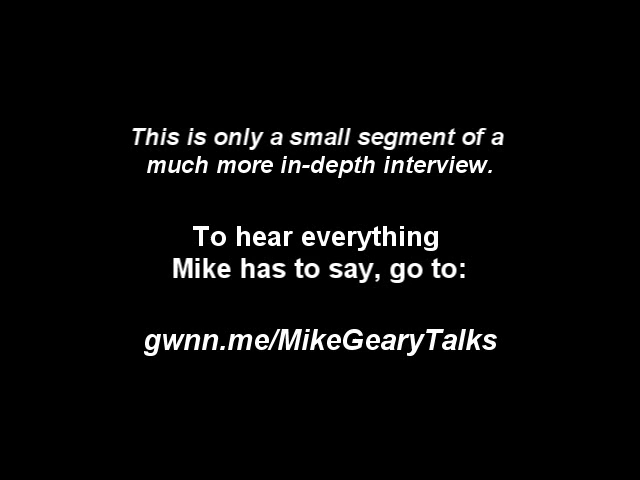 This is only a small segment of a
much more in-depth interview.
To hear everything
Mike has to say, go to:
gwnn.me/MikeGearyTalks